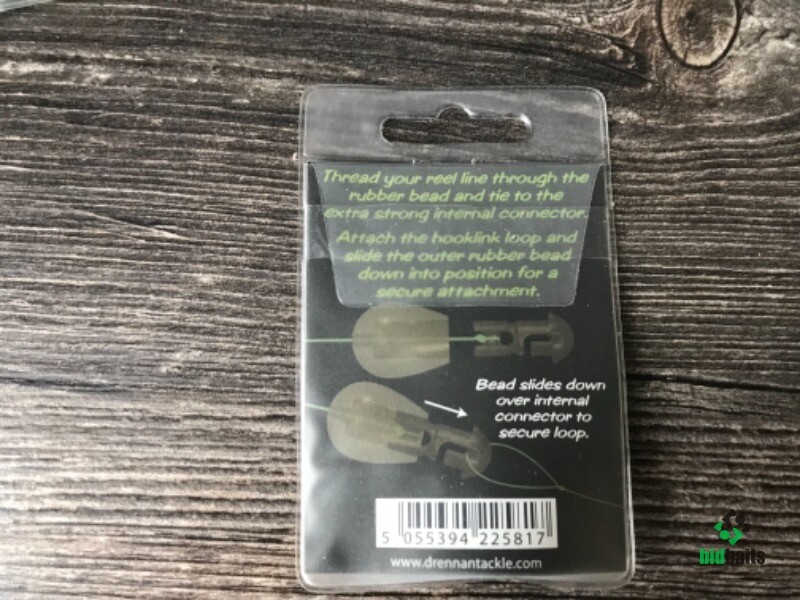 Thread your reel line through the
rubber bead and tie to the
extra strong internal connector.
Attach the hooklink loop and
slide the outer rubber bead
down into position for a
secure attachment.
Bead slides down
over internal
connector to
secure loop.
5 055394 225817
www.drennantackle.com
bidbaits